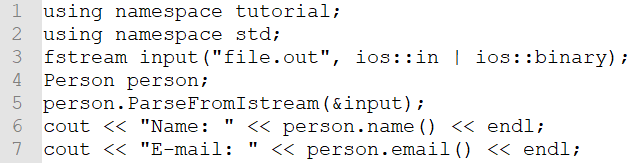 1 using namespace tutorial;
2 using namespace std;
3 fstream input("file.out", ios::in | ios::binary);
4 Person person;
5 person.ParseFromIstream(&input);
6 cout << "Name: " << person.name() << endl;
7 cout << "E-mail: " << person.email() << endl;